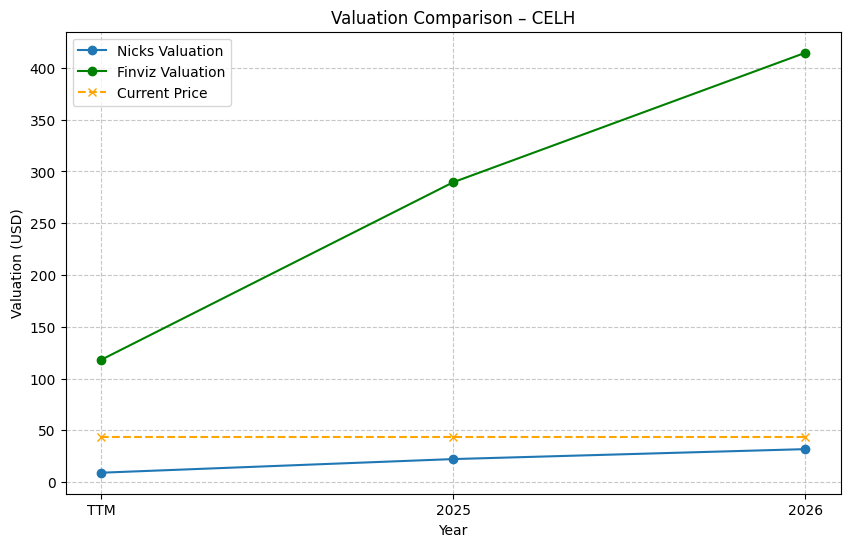 Valuation Comparison – CELH
Nicks Valuation
Finviz Valuation
Current Price
Valuation (USD)
400
350
300
250
200
150
100
50
0
TTM
2025
2026
Year